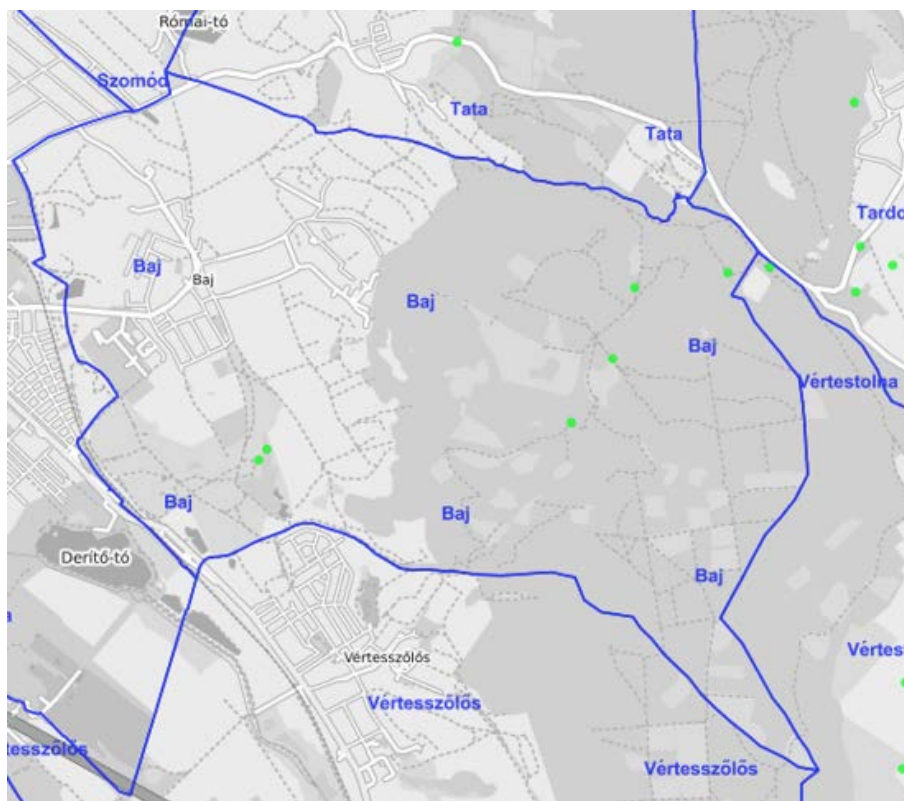 Római-tó
Szomód
Tata
Tata
Tardo
Baj
Baj
Baj
Baj
Vértestolna
Baj
Baj
Derítő-tó
Baj
a
Vértesszőlős
Vértes
Vértesszőlős
tesszőlős
Vértesszőlős